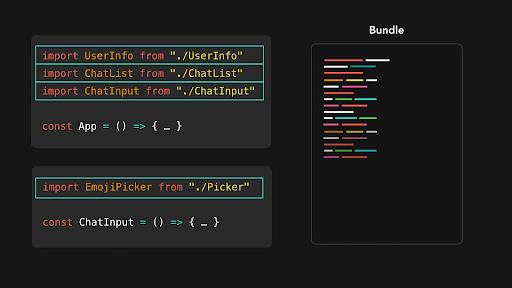 Bundle
import UserInfo from "./UserInfo"
import ChatList from "./ChatList"
import ChatInput from "./ChatInput"
const App = () => { … }
import EmojiPicker from "./Picker"
const ChatInput = () => { … }